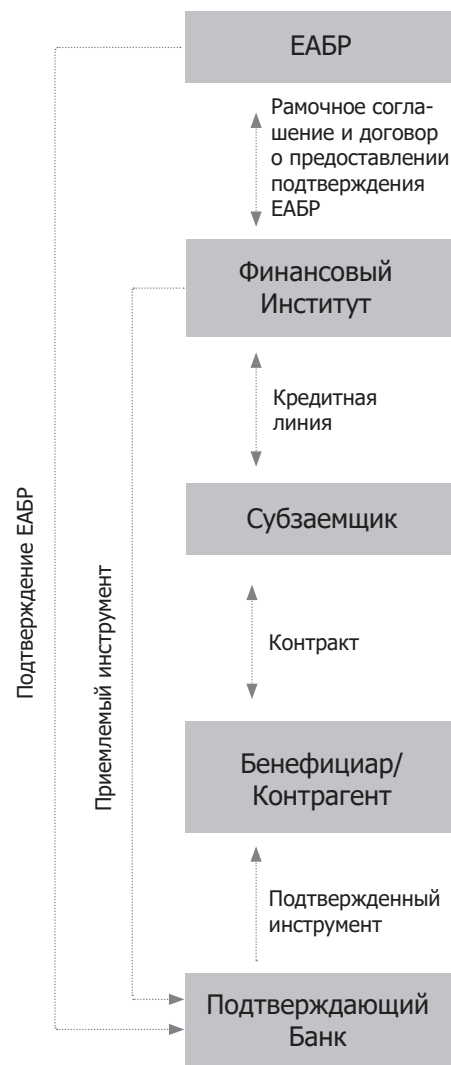 ЕАБР
Рамочное согла-
шение и договор
о предоставлении
подтверждения
ЕАБР
Финансовый
Институт
Кредитная
линия
Субзаемщик
Подтверждение ЕАБР
Приемлемый инструмент
Контракт
Бенефициар/
Контрагент
Подтвержденный
инструмент
Подтверждающий
Банк